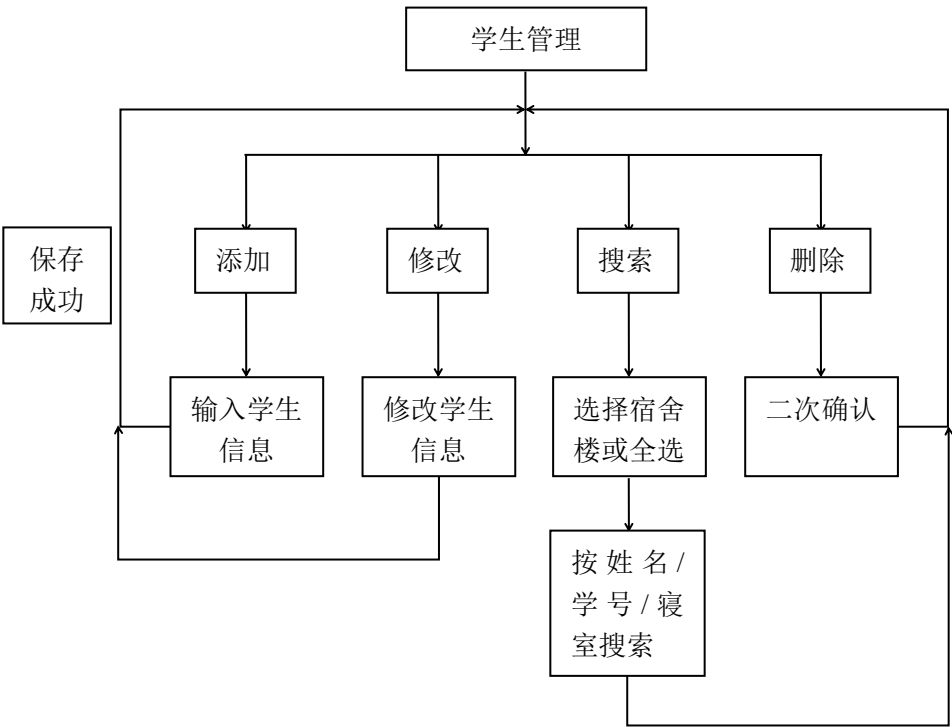 学生管理
保存
成功
添加
修改
搜索
删除
输入学生
信息
修改学生
信息
选择宿舍
楼或全选
二次确认
按姓名/
学号/寝
室搜索